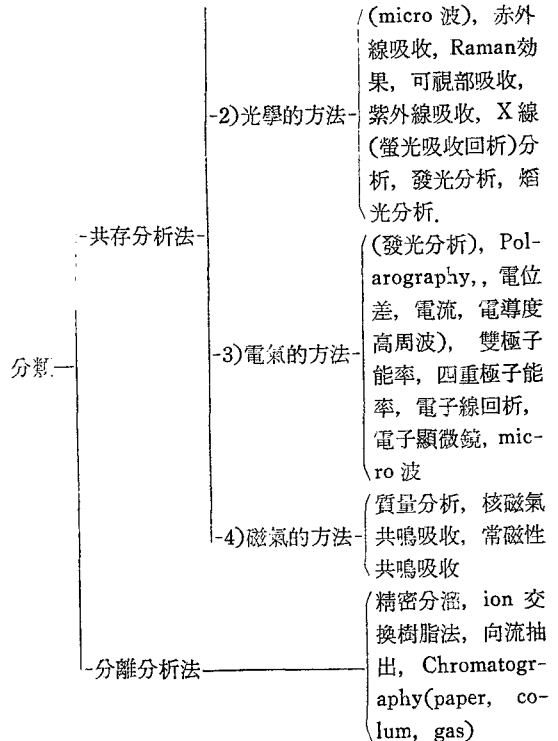 (micro 波), 赤外
線吸收, Raman効
果, 可視部吸收,
-2)光學的方法-
紫外線吸收, X 線
(螢光吸收回析)分
析, 發光分析, 焰
光分析.
-共存分析法-
(發光分析), Pol-
arography,, 電位
差, 電流, 電導度
-3)電氣的方法-
高周波), 雙極子
能率, 四重極子能
率, 電子線回析,
電子顯微鏡, mic-
ro 波
分類
-4)磁氣的方法-
質量分析, 核磁氣
共鳴吸收, 常磁性
共鳴吸收
-分離分析法
精密分溜, ion 交
換樹脂法, 向流抽
出, Chromatogr-
aphy(paper, co-
lum, gas)